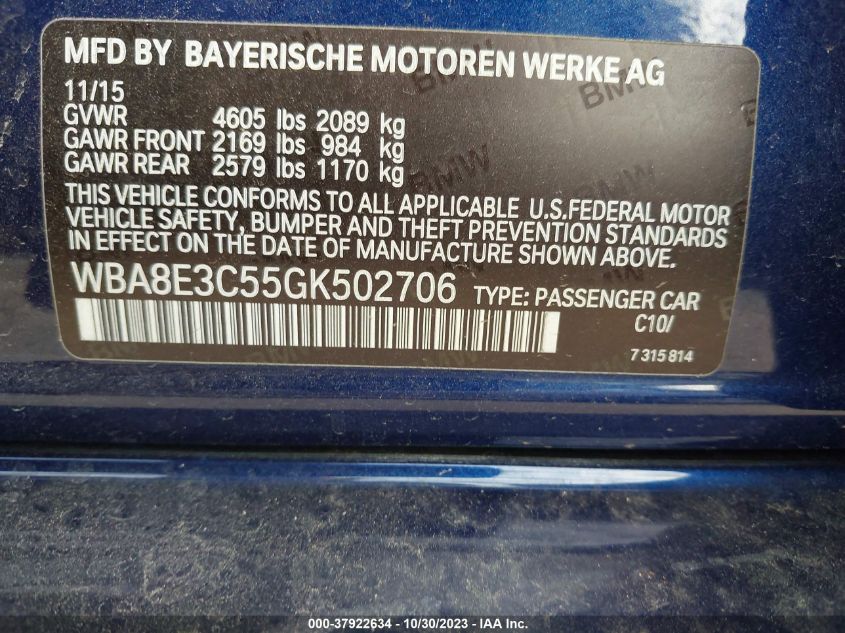 MFD BY BAYERISCHE MOTOREN WERKE AG
11/15
GVWR 4605 lbs 2089 kg
GAWR FRONT 2169 lbs 984 kg
GAWR REAR 2579 lbs 1170 kg
THIS VEHICLE CONFORMS TO ALL APPLICABLE U.S.FEDERAL MOTOR
VEHICLE SAFETY, BUMPER AND THEFT PREVENTION STANDARDS
IN EFFECT ON THE DATE OF MANUFACTURE SHOWN ABOVE.
WBA8E3C55GK502706 TYPE: PASSENGER CAR
C10/
7315814
000-37922634 - 10/30/2023 - IAA Inc.